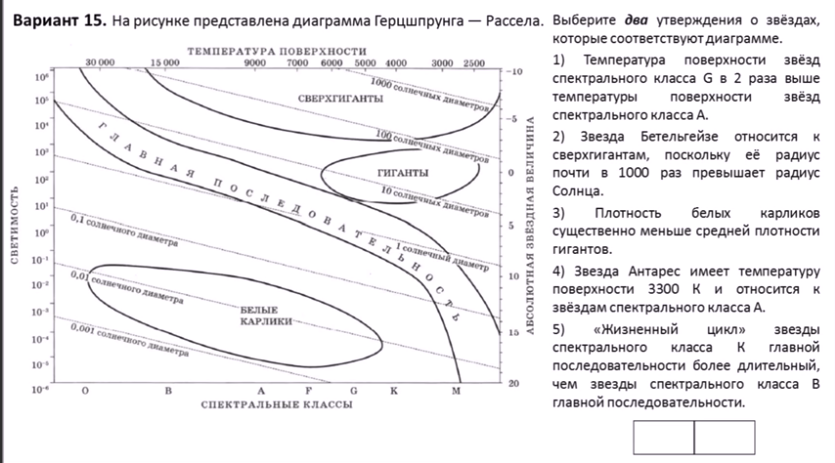 Вариант 15. На рисунке представлена диаграмма Герцшпрунга — Рассела.
ТЕМПЕРАТУРА ПОВЕРХНОСТИ
30 000 15 000 9000 7000 6000 5000 4000 3000 2500
СВЕТИМОСТЬ
10⁶
10⁵
10⁴
10³
10²
10¹
10⁰
10⁻¹
10⁻²
10⁻³
10⁻⁴
10⁻⁵
10⁻⁶
1000 солнечных диаметров
СВЕРХГИГАНТЫ
100 солнечных диаметров
ГИГАНТЫ
10 солнечных диаметров
ГЛАВНАЯ ПОСЛЕДОВАТЕЛЬНОСТЬ
1 солнечный диаметр
0,1 солнечного диаметра
0,01 солнечного диаметра
БЕЛЫЕ
КАРЛИКИ
0,001 солнечного диаметра
-10
-5
0
5
10
15
20
АБСОЛЮТНАЯ ЗВЁЗДНАЯ ВЕЛИЧИНА
O B A F G K M
СПЕКТРАЛЬНЫЕ КЛАССЫ
Выберите два утверждения о звёздах,
которые соответствуют диаграмме.
1) Температура поверхности звёзд
спектрального класса G в 2 раза выше
температуры поверхности звёзд
спектрального класса А.
2) Звезда Бетельгейзе относится к
сверхгигантам, поскольку её радиус
почти в 1000 раз превышает радиус
Солнца.
3) Плотность белых карликов
существенно меньше средней плотности
гигантов.
4) Звезда Антарес имеет температуру
поверхности 3300 К и относится к
звёздам спектрального класса А.
5) «Жизненный цикл» звезды
спектрального класса К главной
последовательности более длительный,
чем звезды спектрального класса В
главной последовательности.